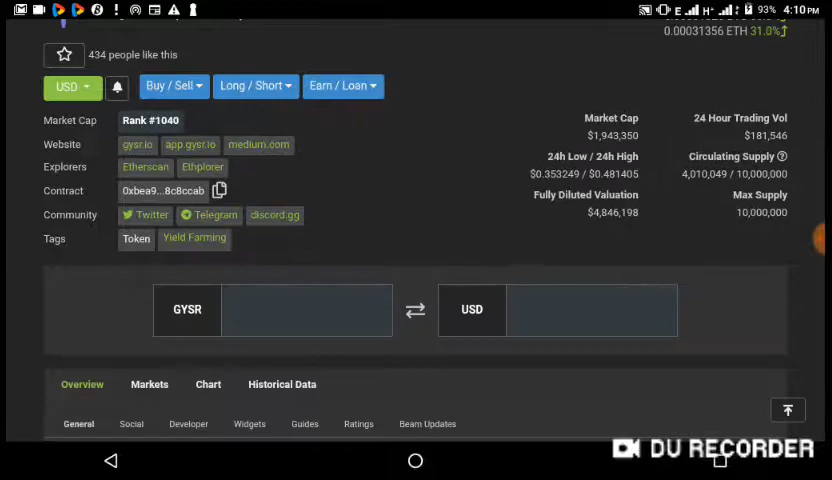 93% 4:10 PM
0.00031356 ETH 31.0%
434 people like this
USD
Buy / Sell
Long / Short
Earn / Loan
Market Cap Rank #1040
Website gysr.io app.gysr.io medium.com
Explorers Etherscan Ethplorer
Contract 0xbea9...8c8ccab
Community Twitter Telegram discord.gg
Tags Token Yield Farming
Market Cap
$1,943,350
24 Hour Trading Vol
$181,546
24h Low / 24h High
$0.353249 / $0.481405
Circulating Supply
4,010,049 / 10,000,000
Fully Diluted Valuation
$4,846,198
Max Supply
10,000,000
GYSR
USD
Overview Markets Chart Historical Data
General Social Developer Widgets Guides Ratings Beam Updates
DU RECORDER